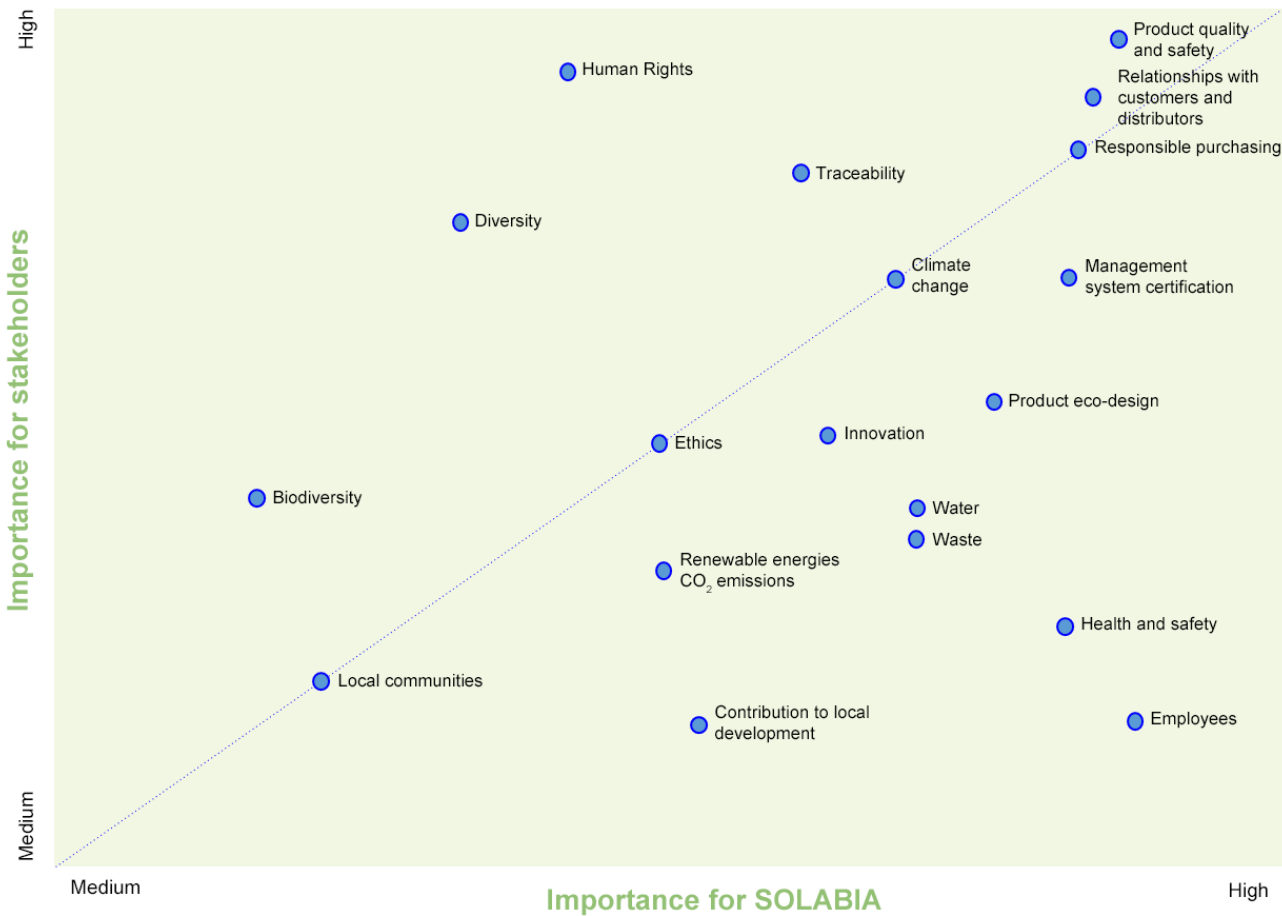 High
Product quality
and safety
Human Rights
Relationships with
customers and
distributors
Responsible purchasing
Traceability
Diversity
Climate
change
Management
system certification
Importance for stakeholders
Product eco-design
Innovation
Ethics
Biodiversity
Water
Waste
Renewable energies
CO₂ emissions
Health and safety
Local communities
Contribution to local
development
Employees
Medium
Medium
Importance for SOLABIA
High